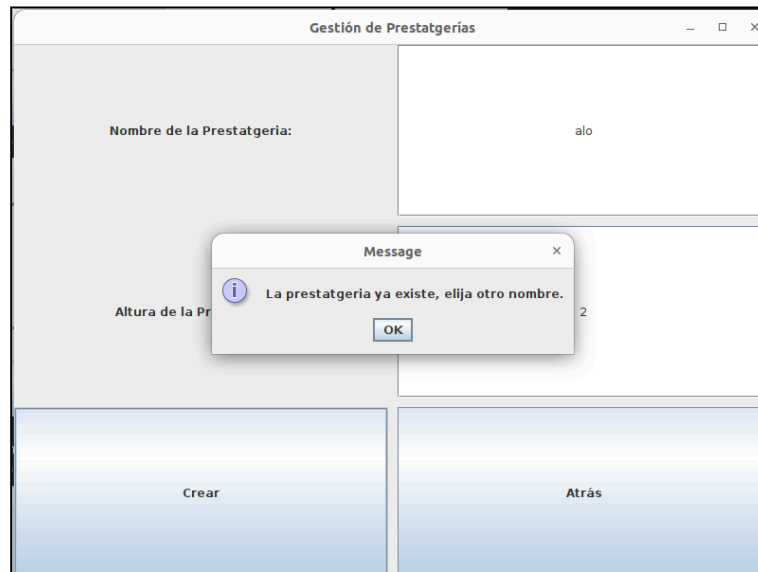 Gestión de Prestatgerías
Nombre de la Prestatgeria:
alo
Message
La prestatgeria ya existe, elija otro nombre.
OK
Altura de la Pr
2
Crear
Atrás